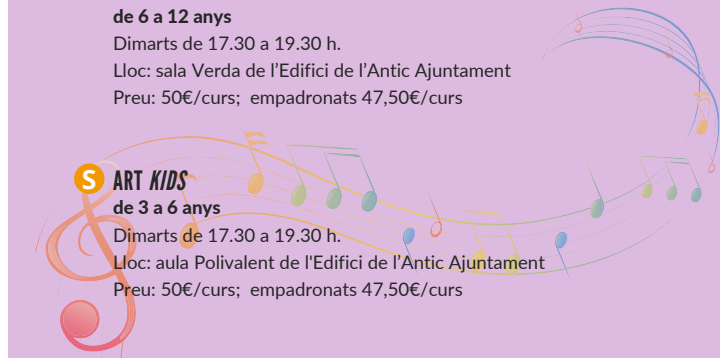 de 6 a 12 anys
Dimarts de 17.30 a 19.30 h.
Lloc: sala Verda de l’Edifici de l’Antic Ajuntament
Preu: 50€/curs;  empadronats 47,50€/curs
S ART KIDS
de 3 a 6 anys
Dimarts de 17.30 a 19.30 h.
Lloc: aula Polivalent de l'Edifici de l’Antic Ajuntament
Preu: 50€/curs;  empadronats 47,50€/curs